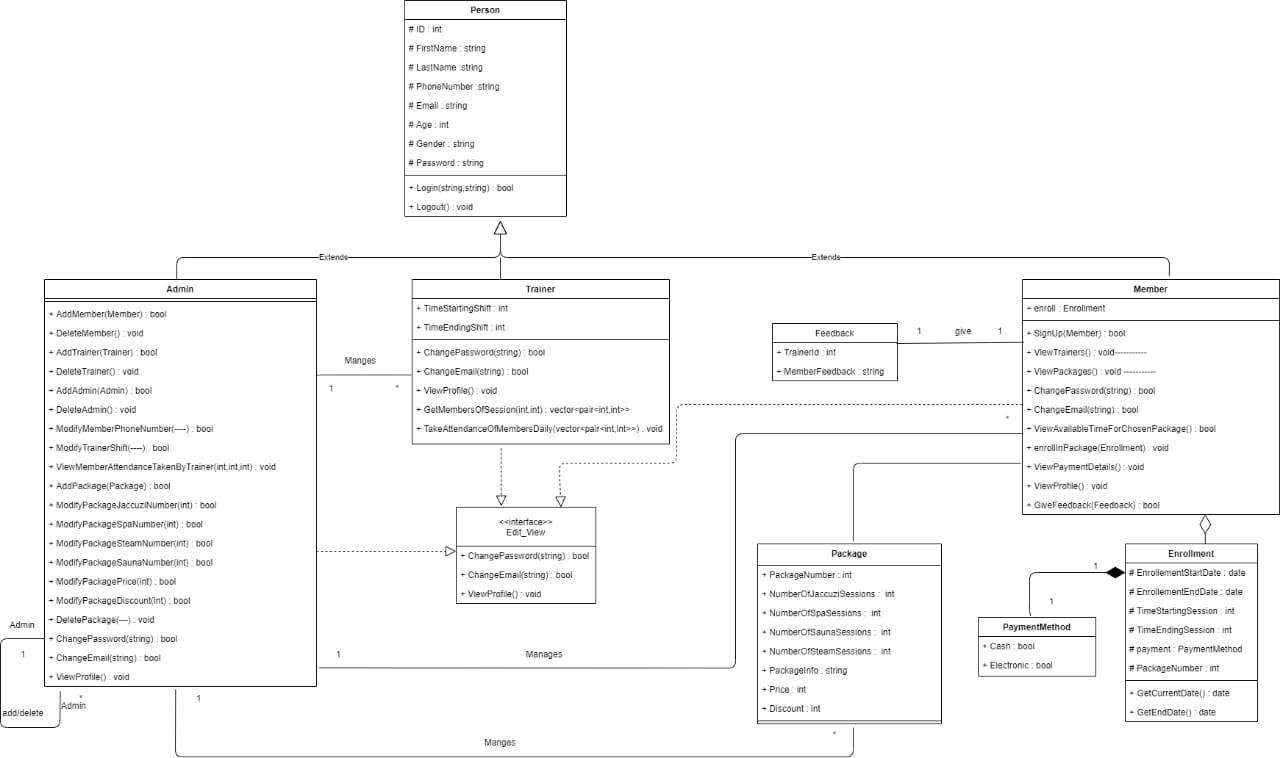 Person
# ID : int
# FirstName : string
# LastName :string
# PhoneNumber :string
# Email : string
# Age : int
# Gender : string
# Password : string
+ Login(string,string) : bool
+ Logout() : void
Extends
Extends
Admin
+ AddMember(Member) : bool
+ DeleteMember() : void
+ AddTrainer(Trainer) : bool
+ DeleteTrainer() : void
+ AddAdmin(Admin) : bool
+ DeleteAdmin() : void
+ ModifyMemberPhoneNumber(----) : bool
+ ModifyTrainerShift(----) : bool
+ ViewMemberAttendanceTakenByTrainer(int,int,int) : void
+ AddPackage(Package) : bool
+ ModifyPackageJaccuziNumber(int) : bool
+ ModifyPackageSpaNumber(int) : bool
+ ModifyPackageSteamNumber(int) : bool
+ ModifyPackageSaunaNumber(int) : bool
+ ModifyPackagePrice(int) : bool
+ ModifyPackageDiscount(int) : bool
+ DeletePackage(---) : void
+ ChangePassword(string) : bool
+ ChangeEmail(string) : bool
+ ViewProfile() : void
Admin
1
*
Admin
add/delete
Manges
1
*
Trainer
+ TimeStartingShift : int
+ TimeEndingShift : int
+ ChangePassword(string) : bool
+ ChangeEmail(string) : bool
+ ViewProfile() : void
+ GetMembersOfSession(int,int) : vector<pair<int,int>>
+ TakeAttendanceOfMembersDaily(vector<pair<int,int>>) : void
Feedback
+ TrainerId : int
+ MemberFeedback : string
1
give
1
Member
+ enroll : Enrollment
+ SignUp(Member) : bool
+ ViewTrainers() : void-----------
+ ViewPackages() : void -----------
+ ChangePassword(string) : bool
+ ChangeEmail(string) : bool
+ ViewAvailableTimeForChosenPackage() : bool
+ enrollInPackage(Enrollment) : void
+ ViewPaymentDetails() : void
+ ViewProfile() : void
+ GiveFeedback(Feedback) : bool
*
<<interface>>
Edit_View
+ ChangePassword(string) : bool
+ ChangeEmail(string) : bool
+ ViewProfile() : void
1
Manages
Package
+ PackageNumber : int
+ NumberOfJaccuziSessions : int
+ NumberOfSpaSessions : int
+ NumberOfSaunaSessions : int
+ NumberOfSteamSessions : int
+ PackageInfo : string
+ Price : int
+ Discount : int
1
Manges
*
PaymentMethod
+ Cash : bool
+ Electronic : bool
1
1
Enrollment
# EnrollementStartDate : date
# EnrollementEndDate : date
# TimeStartingSession : int
# TimeEndingSession : int
# payment : PaymentMethod
# PackageNumber : int
+ GetCurrentDate() : date
+ GetEndDate() : date